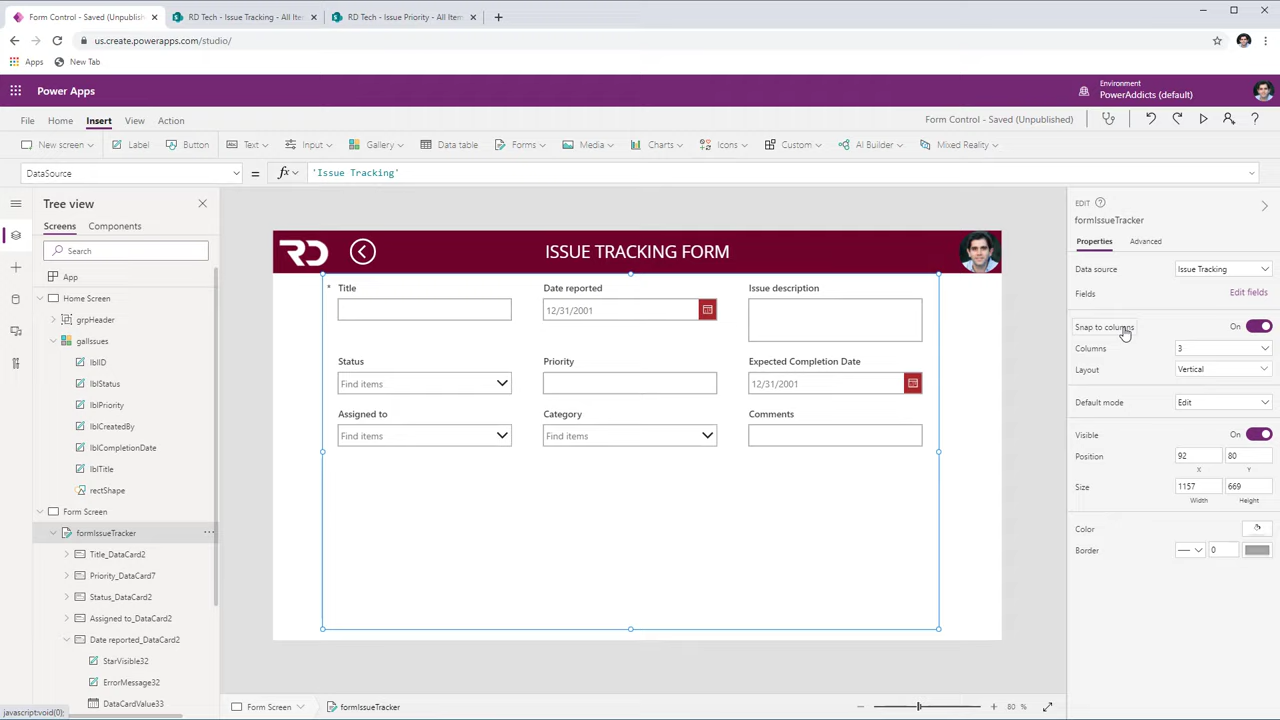 Form Control - Saved (Unpublish
RD Tech - Issue Tracking - All Ite
RD Tech - Issue Priority - All Item
us.create.powerapps.com/studio/
Apps
New Tab
Power Apps
Environment
PowerAddicts (default)
File
Home
Insert
View
Action
Form Control - Saved (Unpublished)
New screen
Label
Button
Text
Input
Gallery
Data table
Forms
Media
Charts
Icons
Custom
AI Builder
Mixed Reality
DataSource
=
fx
'Issue Tracking'
Tree view
Screens
Components
Search
App
Home Screen
grpHeader
galIssues
lblID
lblStatus
lblPriority
lblCreatedBy
lblCompletionDate
lblTitle
rectShape
Form Screen
formIssueTracker
Title_DataCard2
Priority_DataCard7
Status_DataCard2
Assigned to_DataCard2
Date reported_DataCard2
StarVisible32
ErrorMessage32
DataCardValue33
javascript:void(0);
RD
ISSUE TRACKING FORM
* Title
Date reported
12/31/2001
Issue description
Status
Find items
Priority
Expected Completion Date
12/31/2001
Assigned to
Find items
Category
Find items
Comments
Form Screen
formIssueTracker
80 %
EDIT
formIssueTracker
Properties
Advanced
Data source
Issue Tracking
Fields
Edit fields
Snap to columns
On
Columns
3
Layout
Vertical
Default mode
Edit
Visible
On
Position
92
80
X
Y
Size
1157
669
Width
Height
Color
Border
0